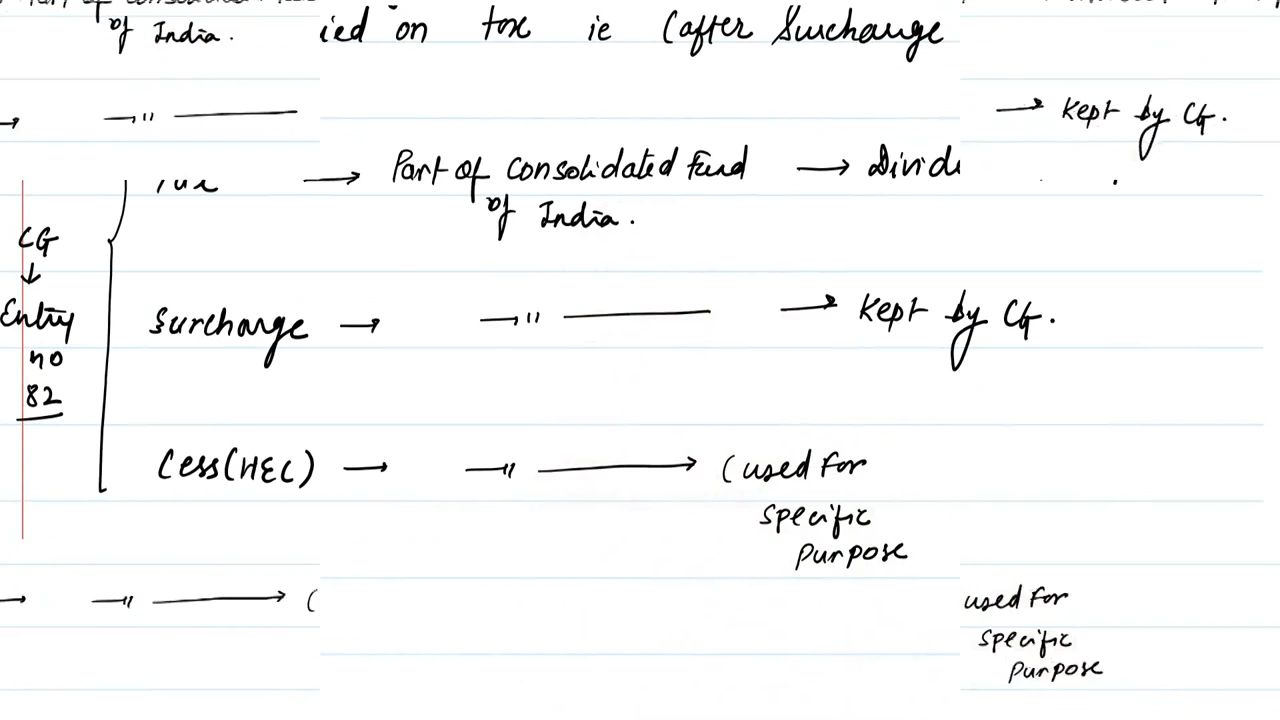 of India. ied on tax ie (after Surcharge
→ —"— → Kept by CG.
→ Part of consolidated Fund → Divid
of India.
CG
↓
Entry
no
82
Surcharge → —"— → Kept by CG.
Cess(HEC) → —"— → (used for
specific
purpose
→ —"— → ( used for
specific
purpose